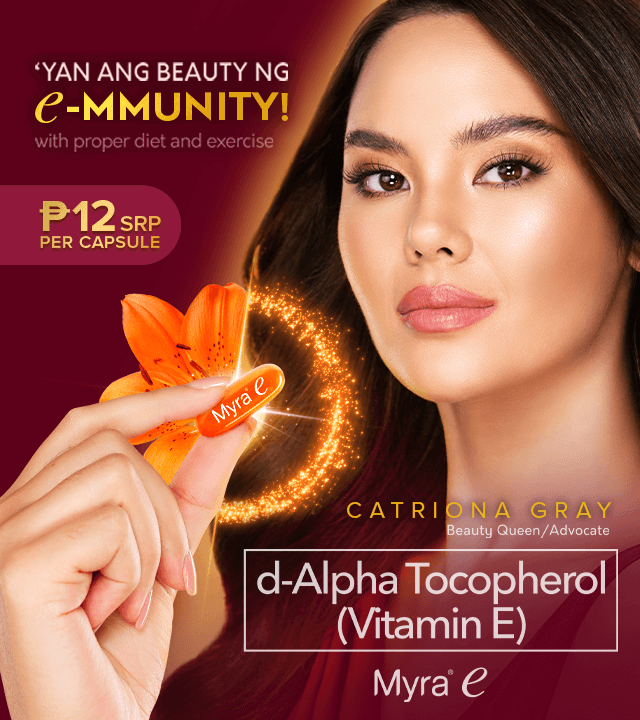 ‘YAN ANG BEAUTY NG
e-MMUNITY!
with proper diet and exercise
₱12 SRP
PER CAPSULE
Myra e
CATRIONA GRAY
Beauty Queen/Advocate
d-Alpha Tocopherol
(Vitamin E)
Myra® e